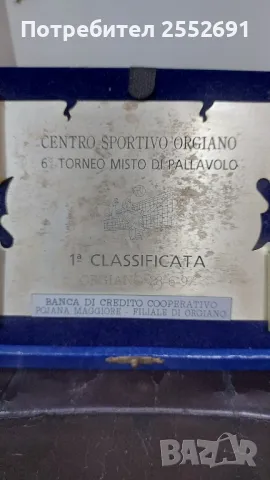 Потребител 2552691
CENTRO SPORTIVO ORGIANO
6° TORNEO MISTO DI PALLAVOLO
1ª CLASSIFICATA
BANCA DI CREDITO COOPERATIVO
POJANA MAGGIORE - FILIALE DI ORGIANO
BAZAR